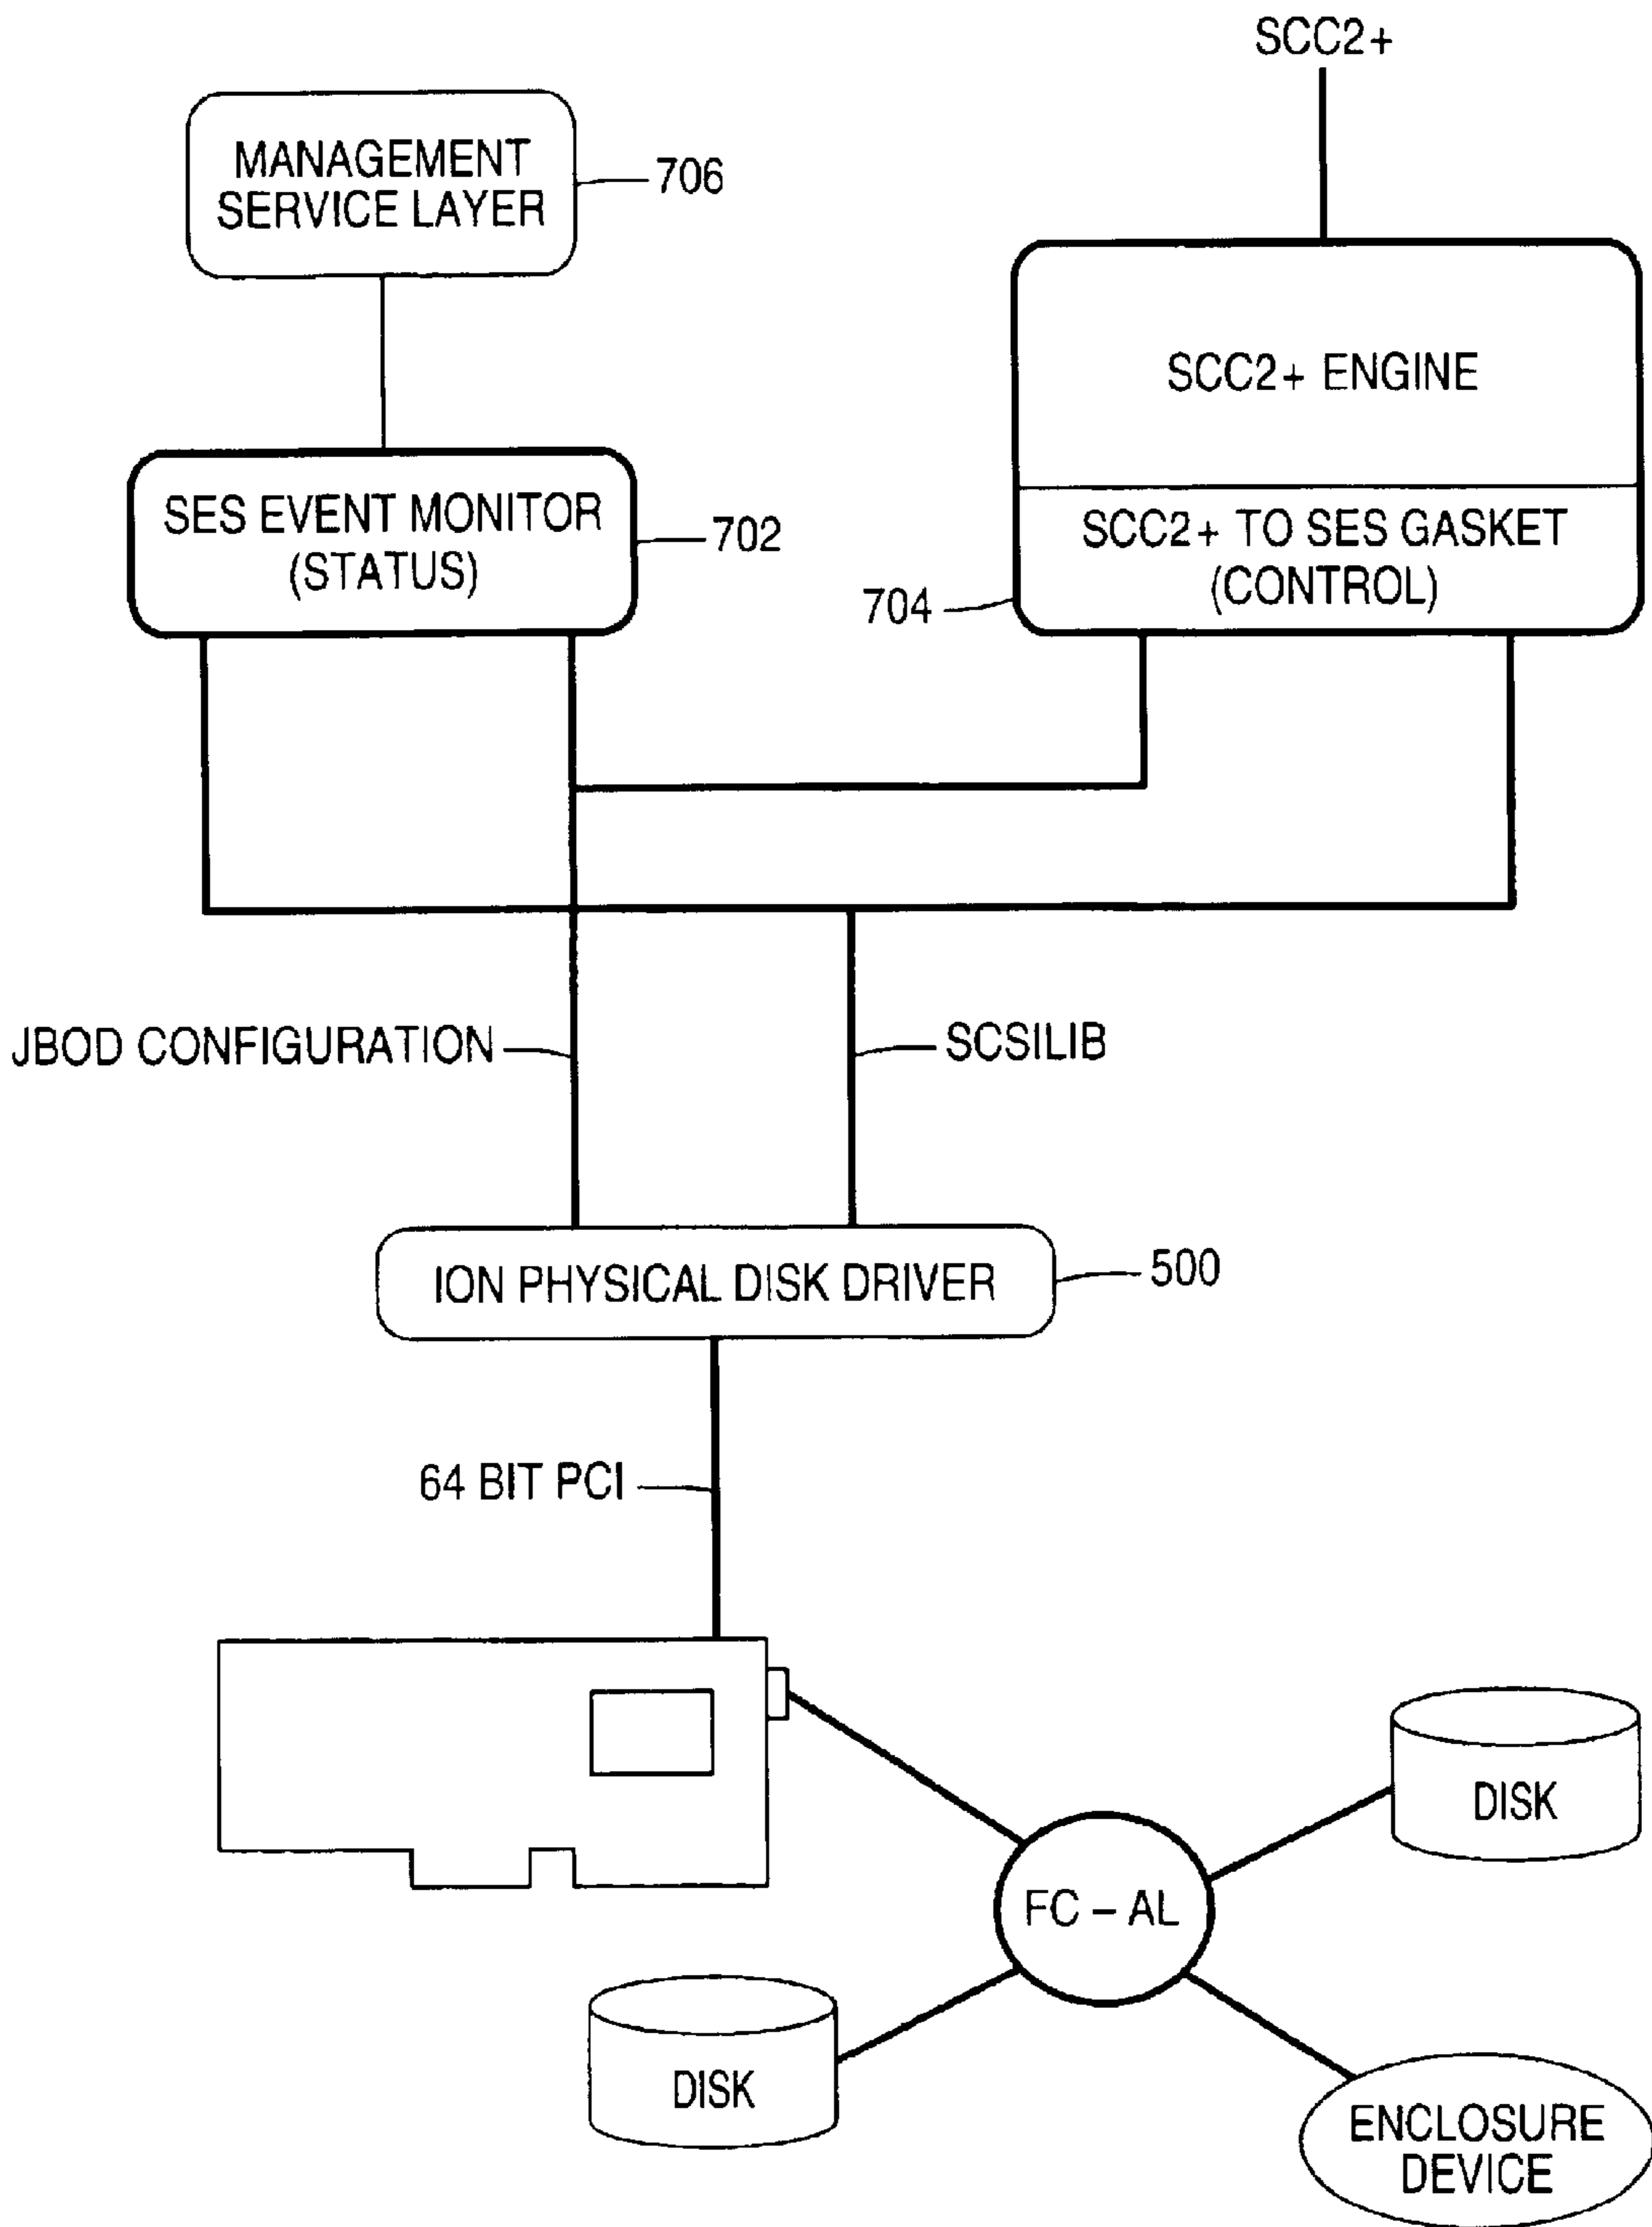 SCC2+
MANAGEMENT
SERVICE LAYER
706
SCC2+ ENGINE
SES EVENT MONITOR
(STATUS)
702
SCC2+ TO SES GASKET
(CONTROL)
704
JBOD CONFIGURATION
SCSILIB
ION PHYSICAL DISK DRIVER
500
64 BIT PCI
DISK
FC – AL
DISK
ENCLOSURE
DEVICE